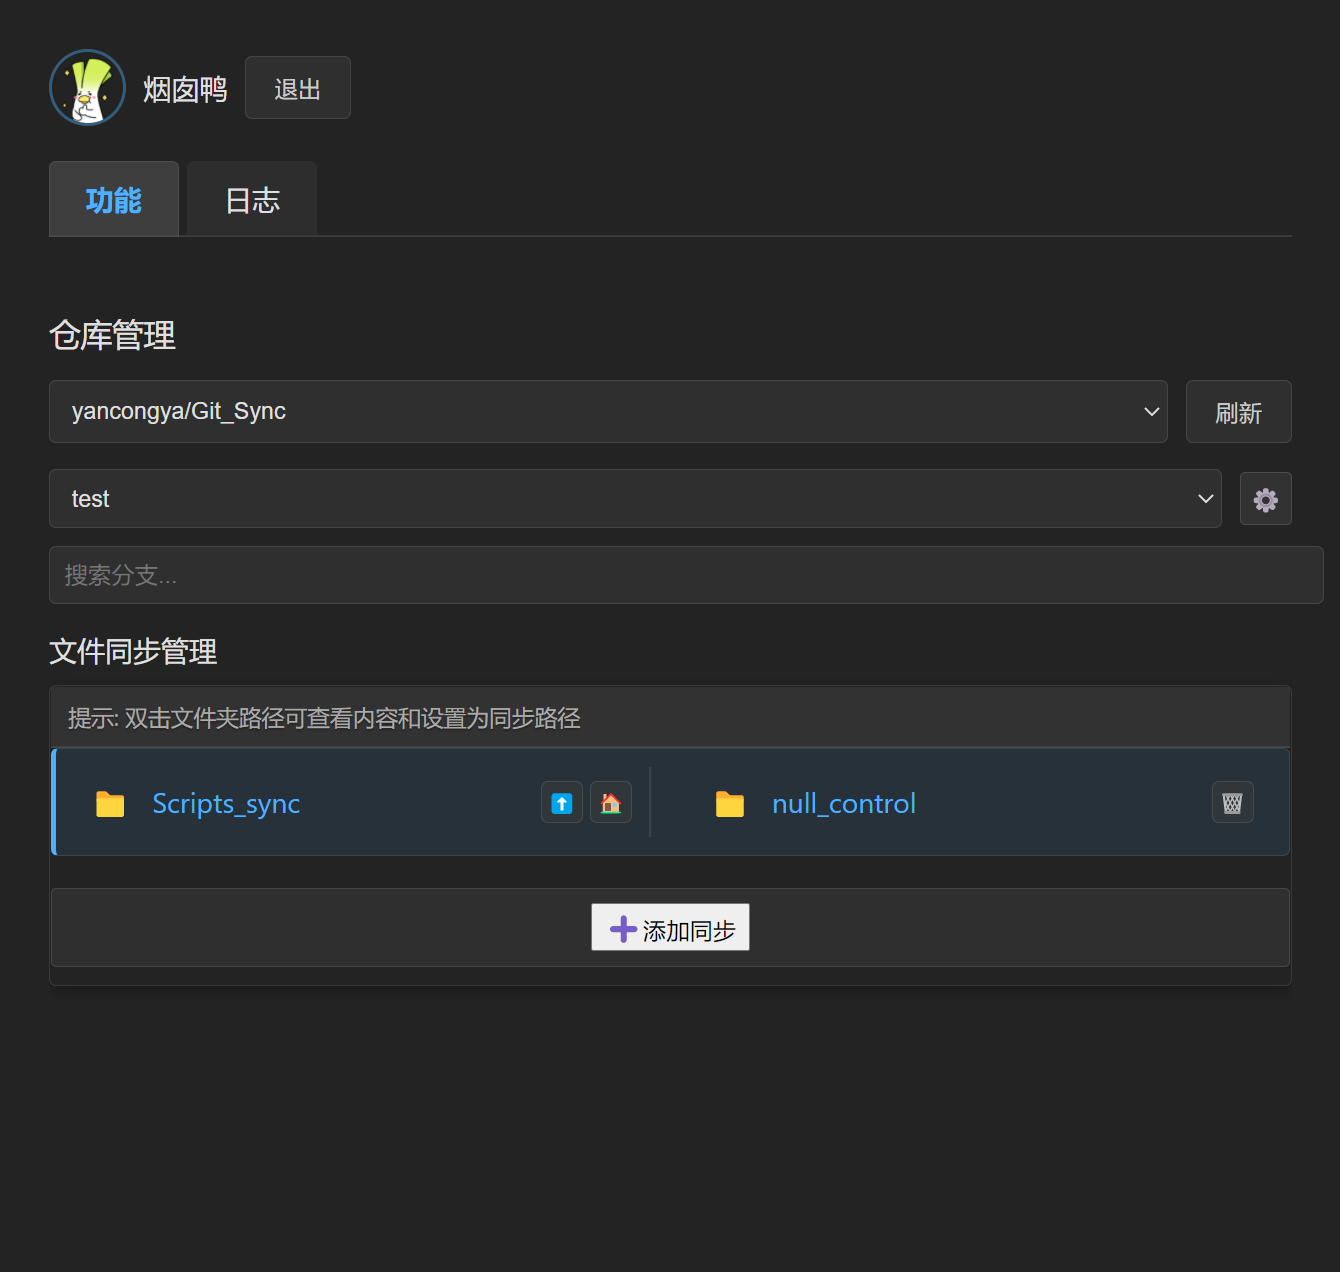 烟囱鸭
退出
功能
日志
仓库管理
yancongya/Git_Sync
刷新
test
搜索分支...
文件同步管理
提示: 双击文件夹路径可查看内容和设置为同步路径
Scripts_sync
null_control
添加同步